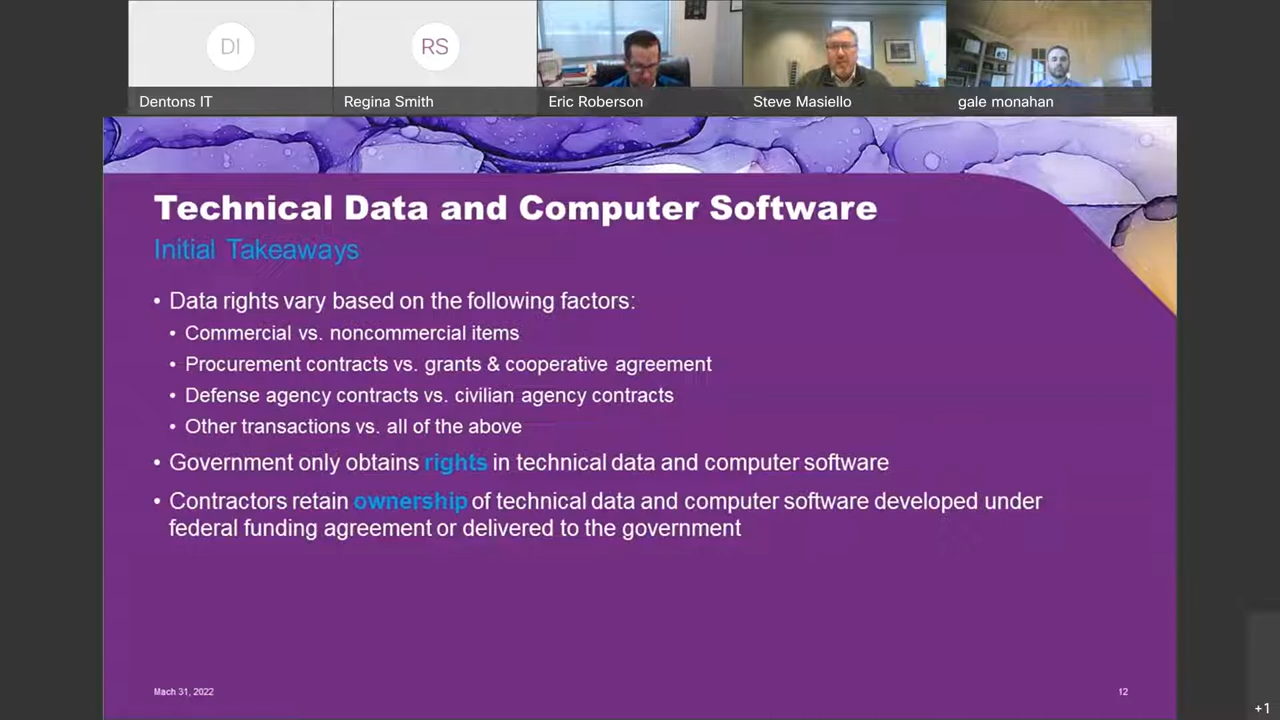 DI
RS
Dentons IT
Regina Smith
Eric Roberson
Steve Masiello
gale monahan
Technical Data and Computer Software
Initial Takeaways
• Data rights vary based on the following factors:
• Commercial vs. noncommercial items
• Procurement contracts vs. grants & cooperative agreement
• Defense agency contracts vs. civilian agency contracts
• Other transactions vs. all of the above
• Government only obtains rights in technical data and computer software
• Contractors retain ownership of technical data and computer software developed under
federal funding agreement or delivered to the government
Mach 31, 2022
12
+1